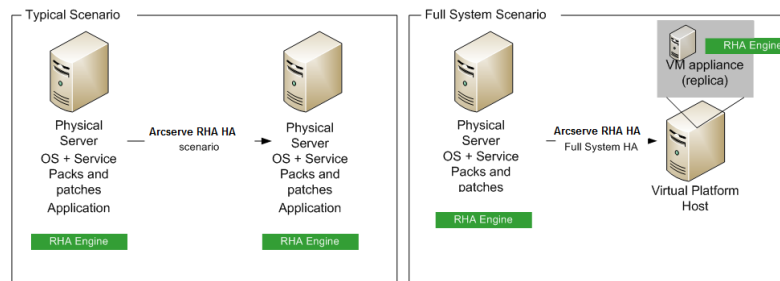 Typical Scenario
Physical
Server
OS + Service
Packs and
patches
Application
RHA Engine
Arcserve RHA HA
scenario
Physical
Server
OS + Service
Packs and
patches
Application
RHA Engine
Full System Scenario
Physical
Server
OS + Service
Packs and
patches
RHA Engine
Arcserve RHA HA
Full System HA
RHA Engine
VM appliance
(replica)
Virtual Platform
Host